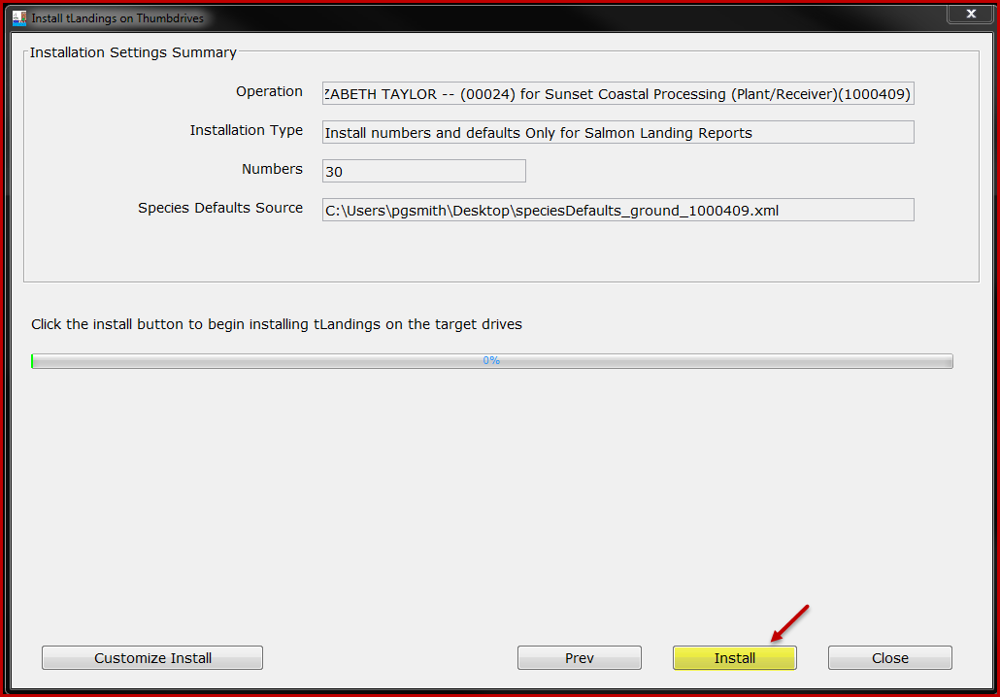 Install tLandings on Thumbdrives
Installation Settings Summary
Operation ZABETH TAYLOR -- (00024) for Sunset Coastal Processing (Plant/Receiver)(1000409)
Installation Type Install numbers and defaults Only for Salmon Landing Reports
Numbers 30
Species Defaults Source C:\Users\pgsmith\Desktop\speciesDefaults_ground_1000409.xml
Click the install button to begin installing tLandings on the target drives
0%
Customize Install Prev Install Close